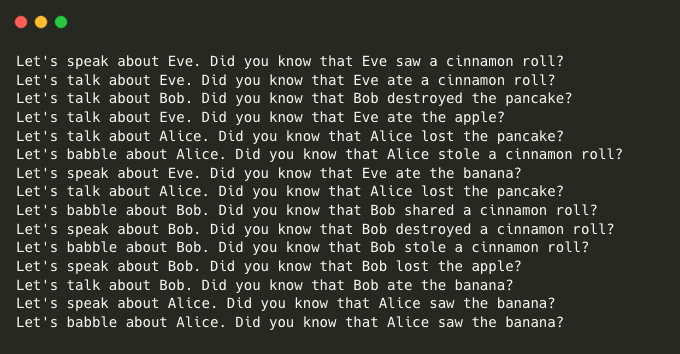 Let's speak about Eve. Did you know that Eve saw a cinnamon roll?
Let's talk about Eve. Did you know that Eve ate a cinnamon roll?
Let's talk about Bob. Did you know that Bob destroyed the pancake?
Let's talk about Eve. Did you know that Eve ate the apple?
Let's talk about Alice. Did you know that Alice lost the pancake?
Let's babble about Alice. Did you know that Alice stole a cinnamon roll?
Let's speak about Eve. Did you know that Eve ate the banana?
Let's talk about Alice. Did you know that Alice lost the pancake?
Let's babble about Bob. Did you know that Bob shared a cinnamon roll?
Let's speak about Bob. Did you know that Bob destroyed a cinnamon roll?
Let's babble about Bob. Did you know that Bob stole a cinnamon roll?
Let's speak about Bob. Did you know that Bob lost the apple?
Let's talk about Bob. Did you know that Bob ate the banana?
Let's speak about Alice. Did you know that Alice saw the banana?
Let's babble about Alice. Did you know that Alice saw the banana?